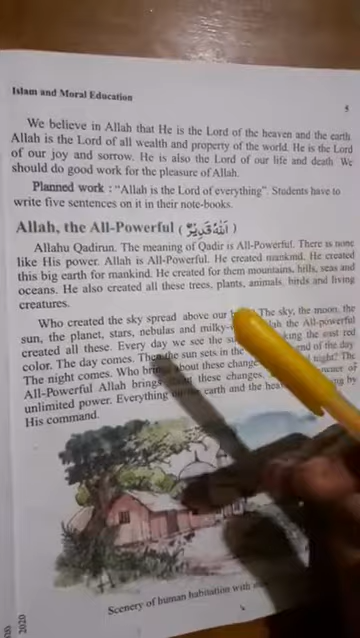 Islam and Moral Education
5
We believe in Allah that He is the Lord of the heaven and the earth
Allah is the Lord of all wealth and property of the world. He is the Lord
of our joy and sorrow. He is also the Lord of our life and death We
should do good work for the pleasure of Allah.
Planned work : “Allah is the Lord of everything”. Students have to
write five sentences on it in their note-books.
Allah, the All-Powerful ( اَللّٰهُ قَدِيْرٌ )
Allahu Qadirun. The meaning of Qadir is All-Powerful. There is none
like His power. Allah is All-Powerful. He created mankind. He created
this big earth for mankind. He created for them mountains, hills, seas and
oceans. He also created all these trees, plants, animals, birds and living
creatures.
Who created the sky spread above our The sky, the moon, the
sun, the planet, stars, nebulas and milky- the All-powerful
created all these. Every day we see the king the east red
color. The day comes. Then the sun sets in the end of the day
The night comes. Who brings about these changes night? The
All-Powerful Allah brings about these changes. owner of
unlimited power. Everything earth and the by
His command.
Scenery of human habitation with
2020